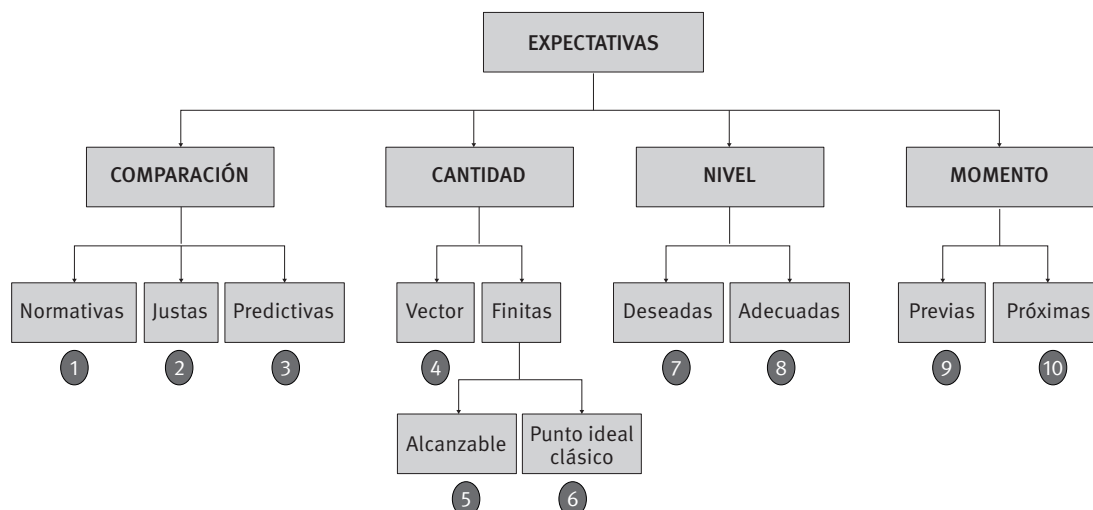 EXPECTATIVAS
COMPARACIÓN
CANTIDAD
NIVEL
MOMENTO
Normativas
Justas
Predictivas
Vector
Finitas
Deseadas
Adecuadas
Previas
Próximas
1
2
3
4
7
8
9
10
Alcanzable
Punto ideal
clásico
5
6